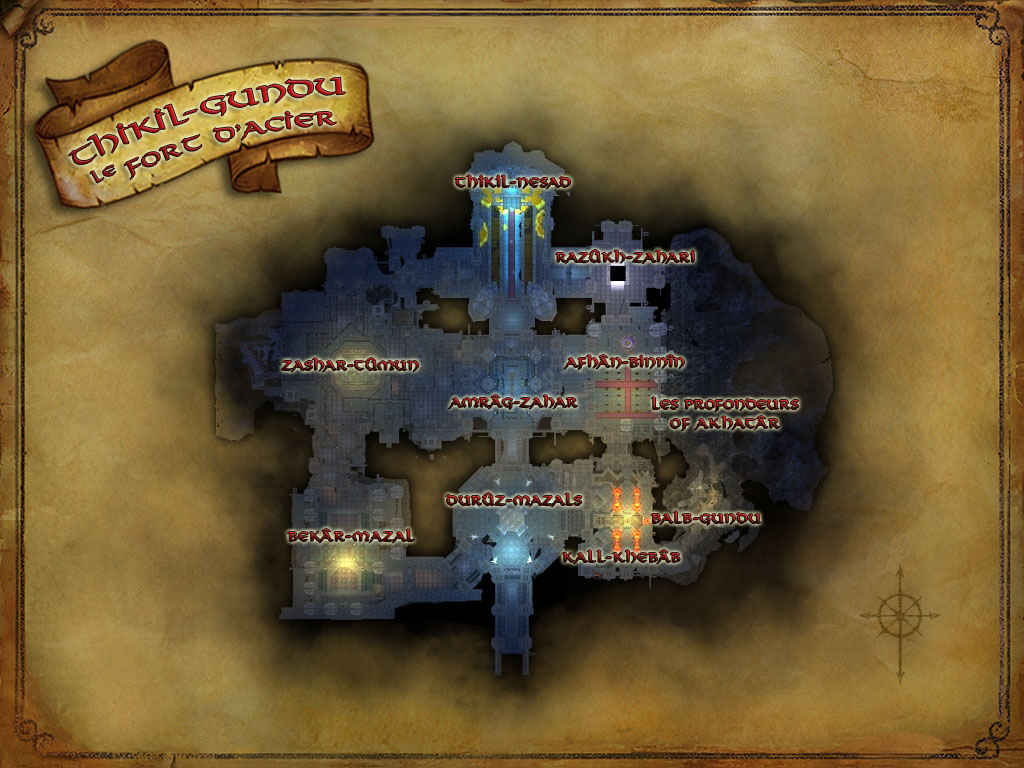 Thikil-Gundu
Le Fort d'Acier
Thikil-Nesad
Razûkh-Zahari
Zashar-Tûmun
Afhân-Binnîn
Amrâg-Zahar
Les Profondeurs
of Akhatâr
Durûz-Mazals
Balb-Gundu
Bekâr-Mazal
Kall-Khebâb